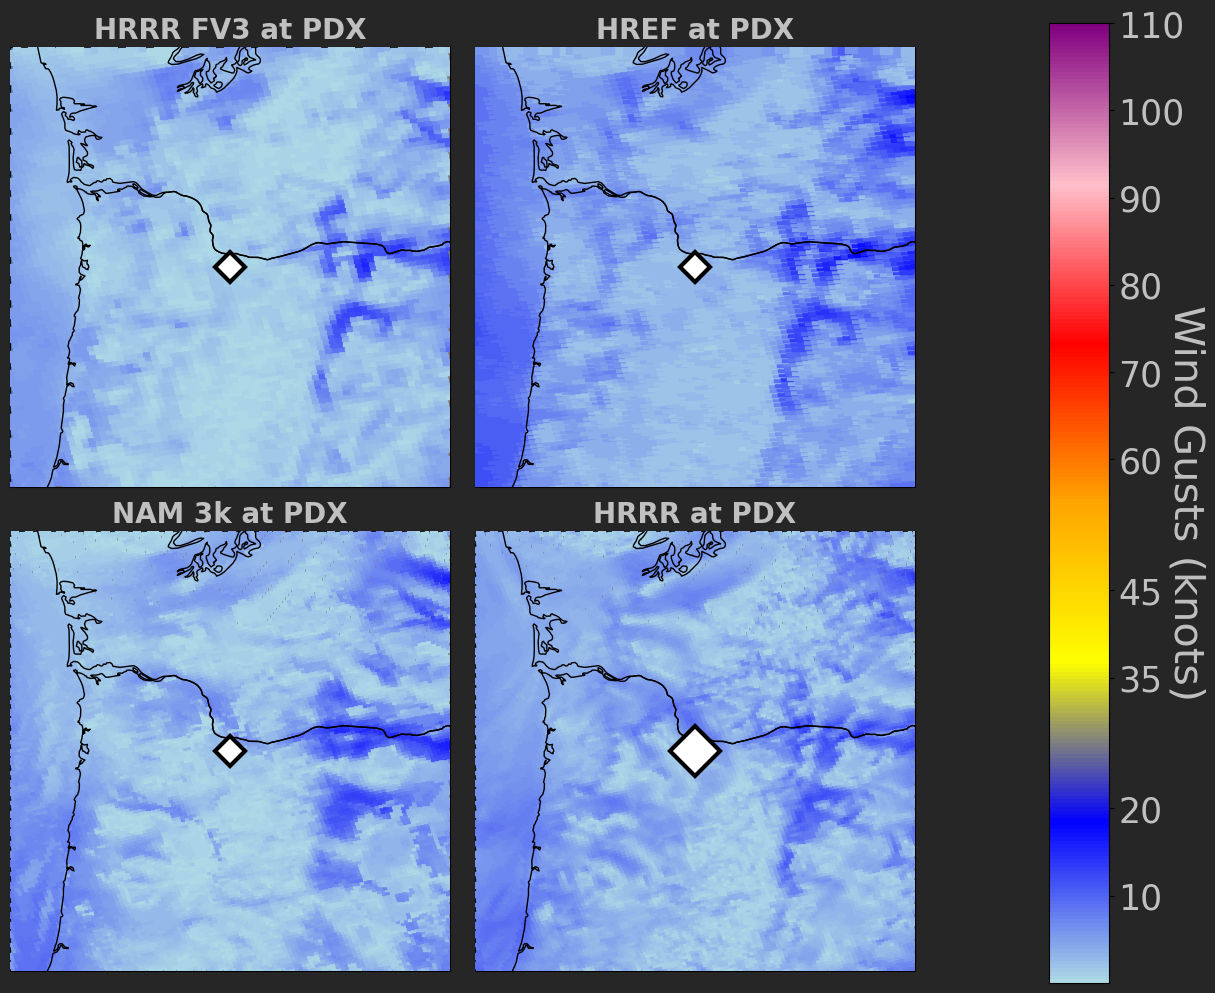 HRRR FV3 at PDX
HREF at PDX
NAM 3k at PDX
HRRR at PDX
110
100
90
80
70
60
45
35
20
10
Wind Gusts (knots)